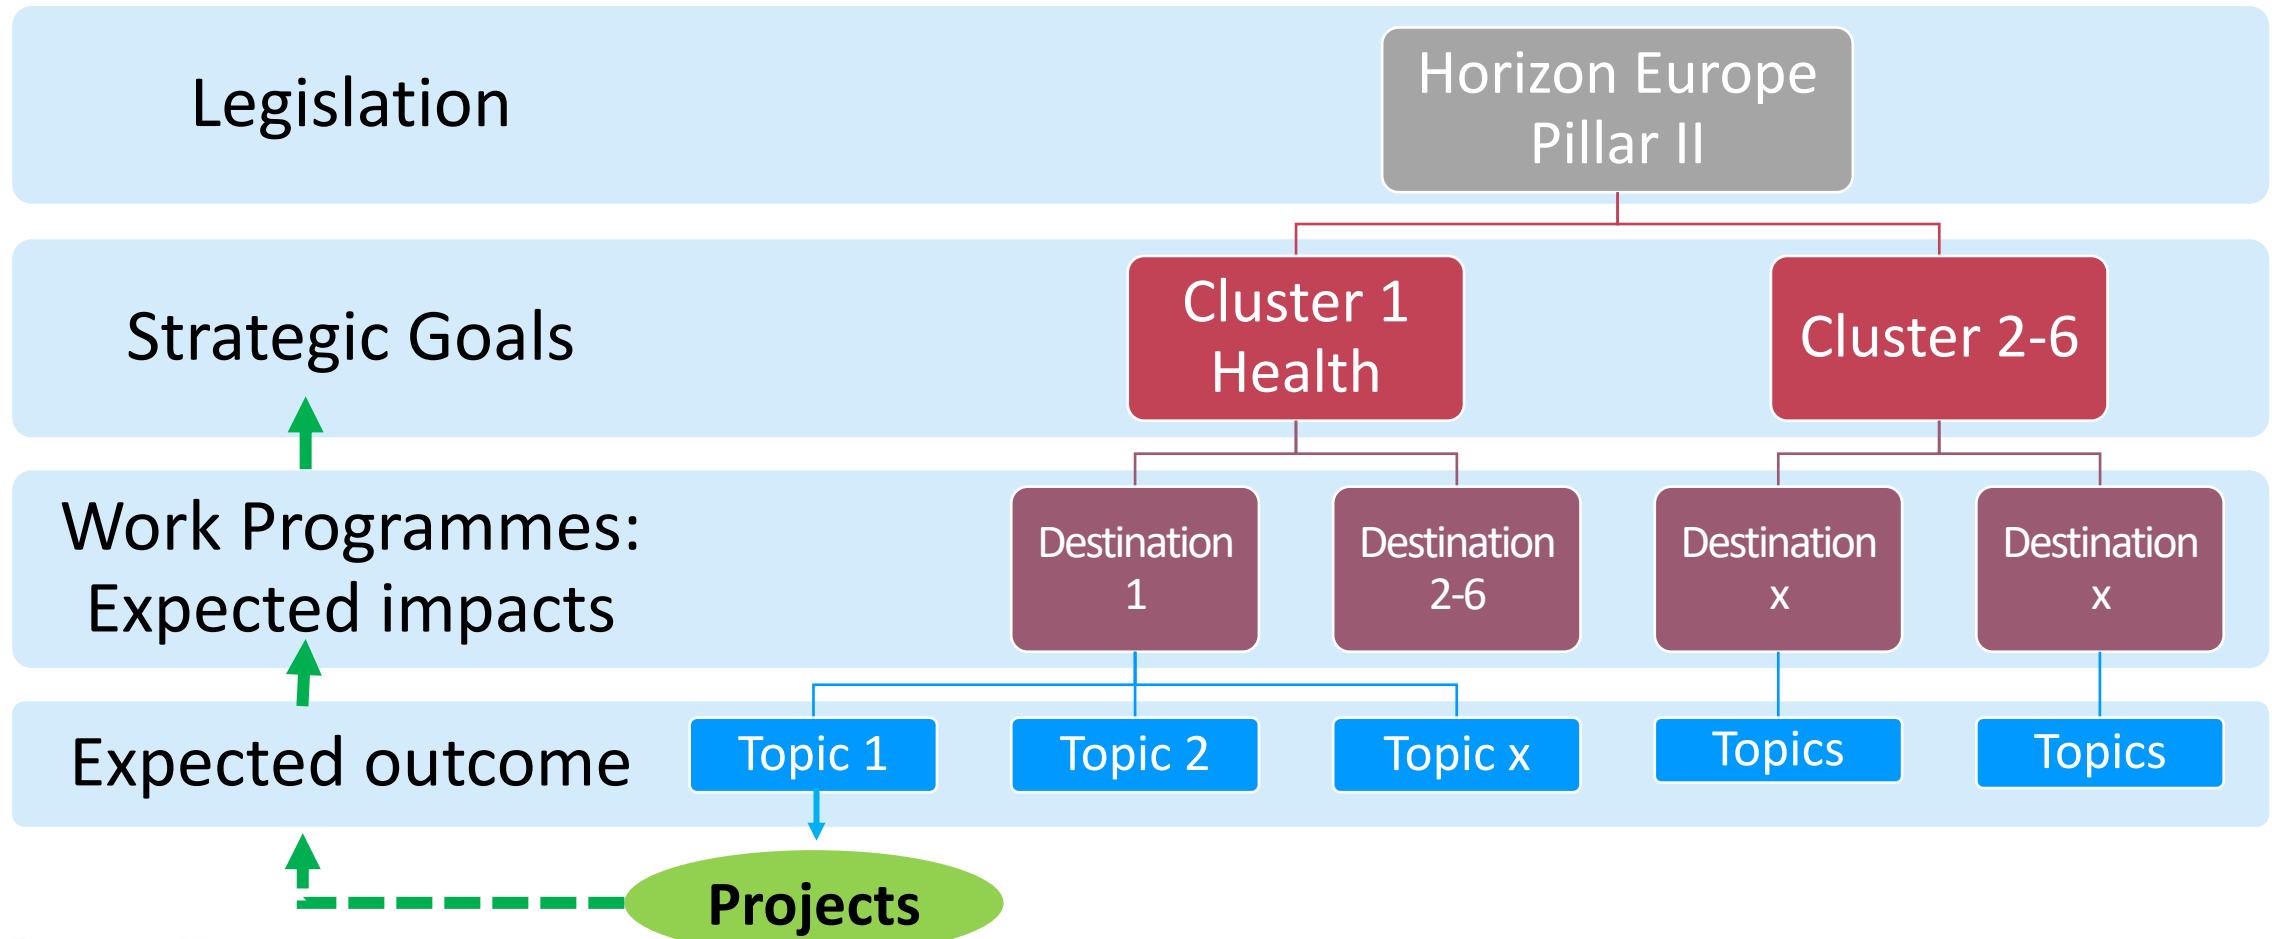 Legislation
Horizon Europe
Pillar II
Strategic Goals
Cluster 1
Health
Cluster 2-6
Work Programmes:
Expected impacts
Destination
1
Destination
2-6
Destination
x
Destination
x
Expected outcome
Topic 1
Topic 2
Topic x
Topics
Topics
Projects